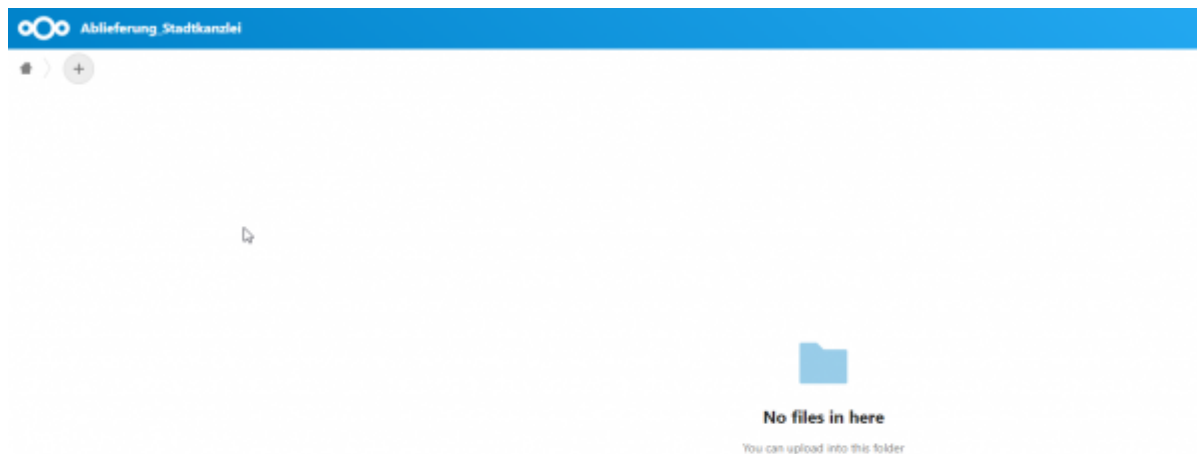 Ablieferung_Stadtkanzlei
No files in here
You can upload into this folder